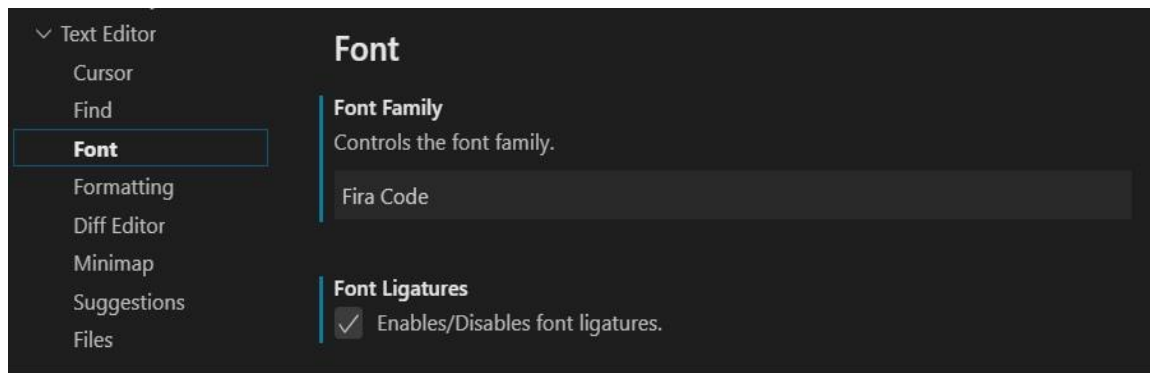 Text Editor
Cursor
Find
Font
Formatting
Diff Editor
Minimap
Suggestions
Files
Font
Font Family
Controls the font family.
Fira Code
Font Ligatures
Enables/Disables font ligatures.